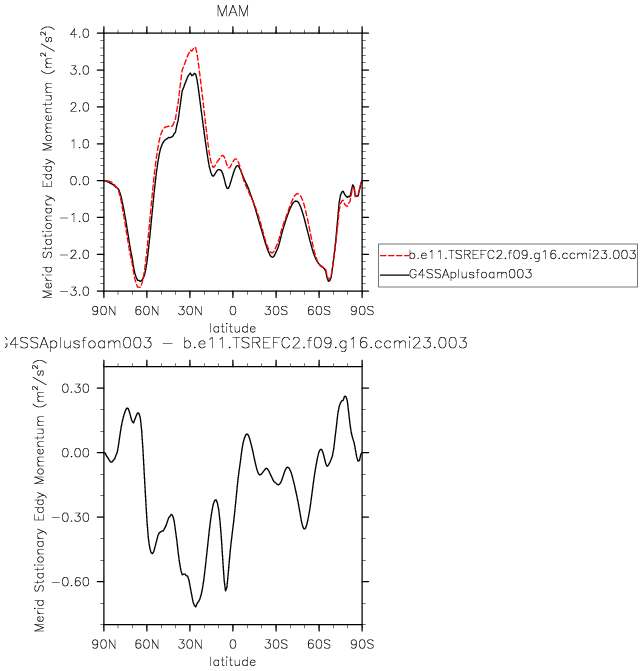 MAM
Merid Stationary Eddy Momentum (m²/s²)
4.0
3.0
2.0
1.0
0.0
−1.0
−2.0
−3.0
90N 60N 30N 0 30S 60S 90S
latitude
b.e11.TSREFC2.f09.g16.ccmi23.003
G4SSAplusfoam003
G4SSAplusfoam003 − b.e11.TSREFC2.f09.g16.ccmi23.003
Merid Stationary Eddy Momentum (m²/s²)
0.30
0.00
−0.30
−0.60
90N 60N 30N 0 30S 60S 90S
latitude